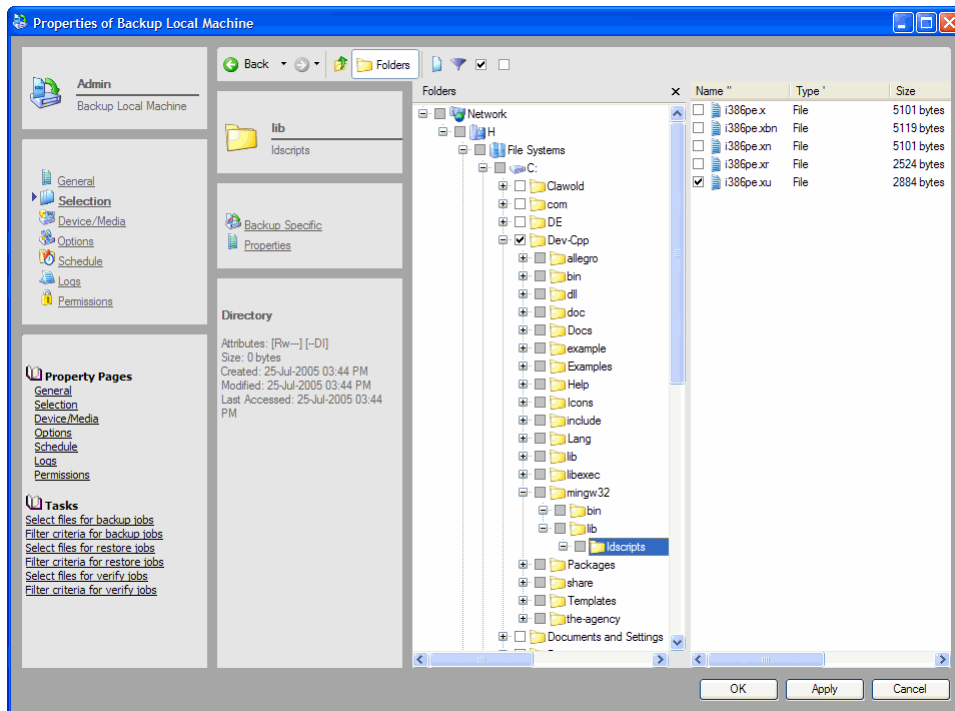 Properties of Backup Local Machine
Admin
Backup Local Machine
General
Selection
Device/Media
Options
Schedule
Logs
Permissions
Property Pages
General
Selection
Device/Media
Options
Schedule
Logs
Permissions
Tasks
Select files for backup jobs
Filter criteria for backup jobs
Select files for restore jobs
Filter criteria for restore jobs
Select files for verify jobs
Filter criteria for verify jobs
Back
Folders
lib
ldscripts
Backup Specific
Properties
Directory
Attributes: [Rw---] [--DI]
Size: 0 bytes
Created: 25-Jul-2005 03:44 PM
Modified: 25-Jul-2005 03:44 PM
Last Accessed: 25-Jul-2005 03:44
PM
Folders
Network
H
File Systems
C:
Clawold
com
DE
Dev-Cpp
allegro
bin
dll
doc
Docs
example
Examples
Help
Icons
include
Lang
lib
libexec
mingw32
bin
lib
ldscripts
Packages
share
Templates
the-agency
Documents and Settings
Name " Type ' Size
i386pe.x File 5101 bytes
i386pe.xbn File 5119 bytes
i386pe.xn File 5101 bytes
i386pe.xr File 2524 bytes
i386pe.xu File 2884 bytes
OK Apply Cancel